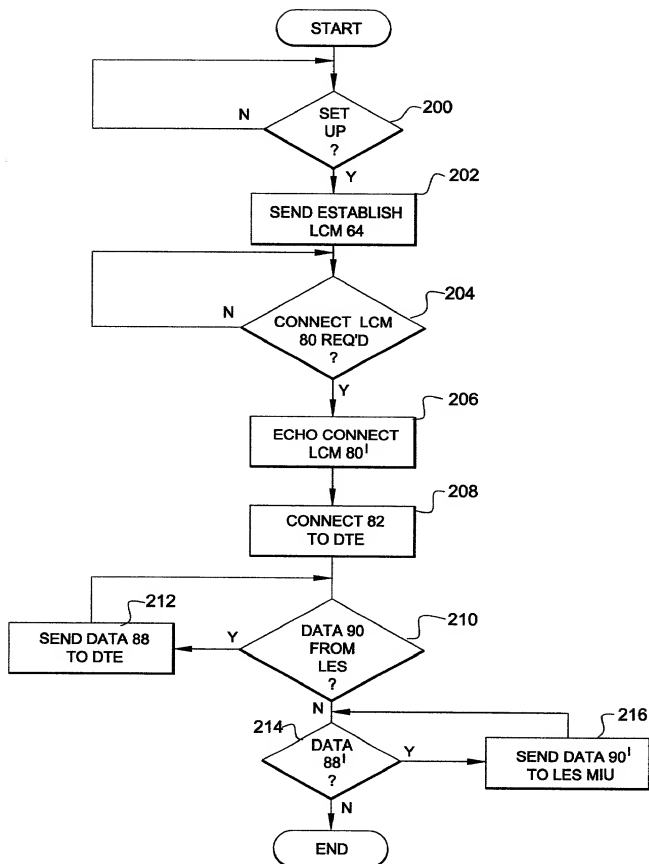 START
N
SET
UP
?
200
Y
202
SEND ESTABLISH
LCM 64
N
204
CONNECT LCM
80 REQ'D
?
Y
206
ECHO CONNECT
LCM 80'
208
CONNECT 82
TO DTE
212
SEND DATA 88
TO DTE
Y
210
DATA 90
FROM
LES
?
N
214
DATA
88'
?
Y
216
SEND DATA 90'
TO LES MIU
N
END